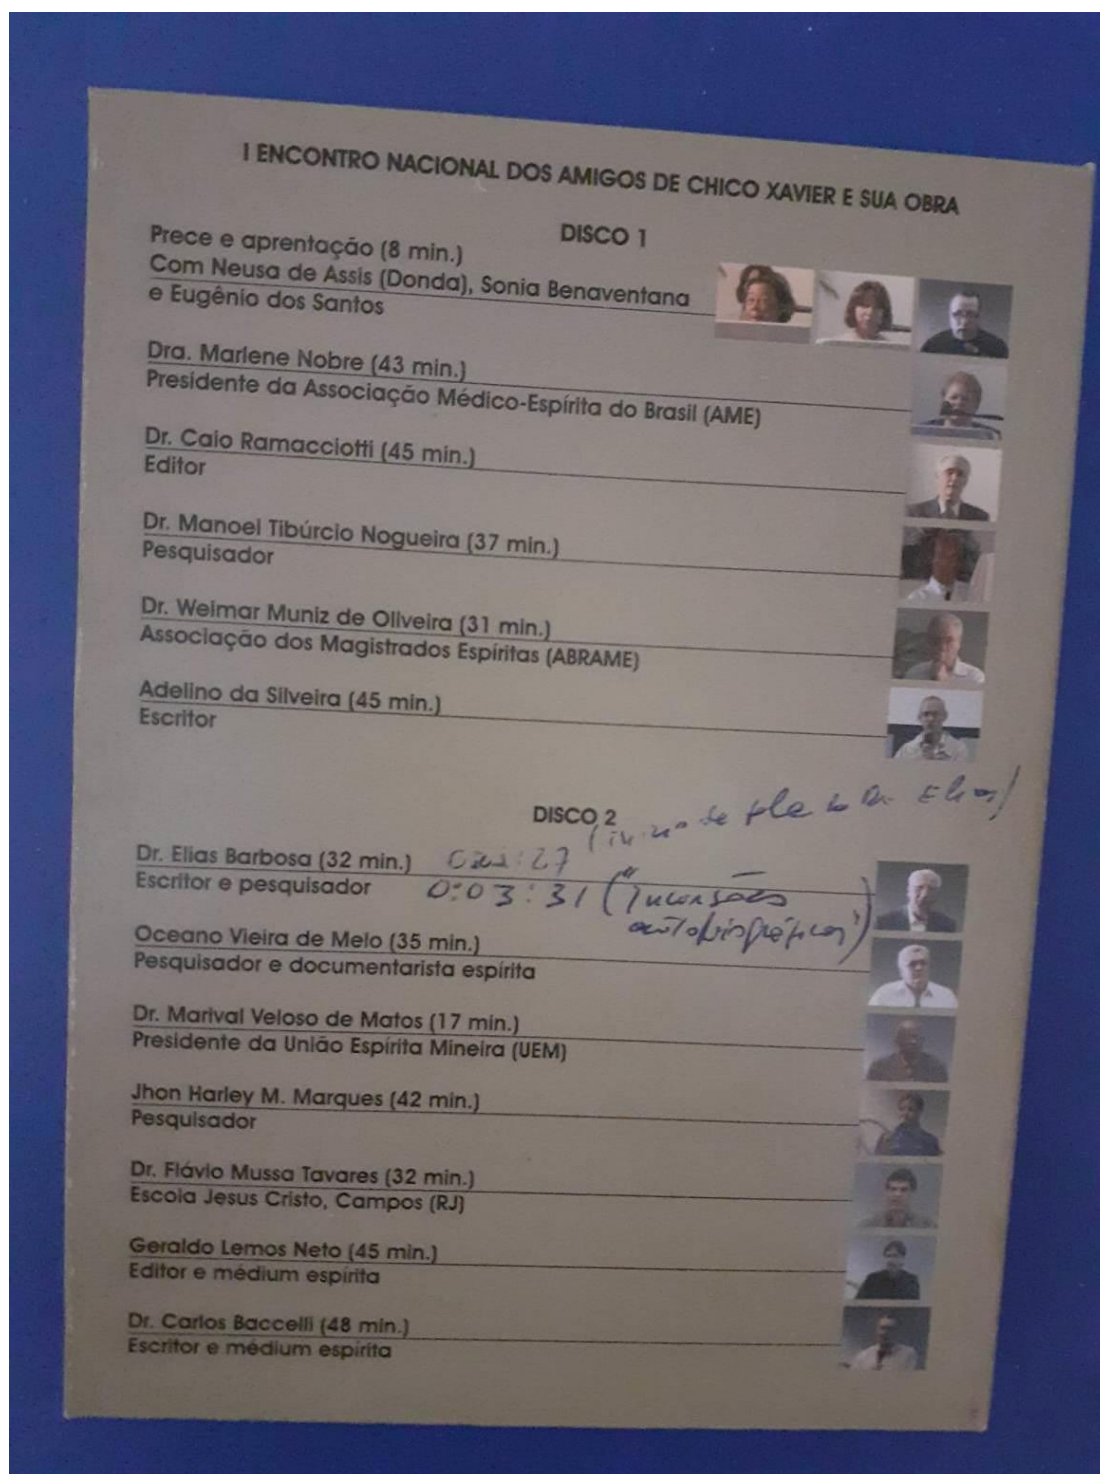 I ENCONTRO NACIONAL DOS AMIGOS DE CHICO XAVIER E SUA OBRA
DISCO 1
Prece e aprentação (8 min.)
Com Neusa de Assis (Donda), Sonia Benaventana
e Eugênio dos Santos
Dra. Marlene Nobre (43 min.)
Presidente da Associação Médico-Espírita do Brasil (AME)
Dr. Caio Ramacciotti (45 min.)
Editor
Dr. Manoel Tibúrcio Nogueira (37 min.)
Pesquisador
Dr. Weimar Muniz de Oliveira (31 min.)
Associação dos Magistrados Espíritas (ABRAME)
Adelino da Silveira (45 min.)
Escritor
DISCO 2
Dr. Elias Barbosa (32 min.)
Escritor e pesquisador
0:03:31 ("Incursões
autobiográficas")
Oceano Vieira de Melo (35 min.)
Pesquisador e documentarista espírita
Dr. Marival Veloso de Matos (17 min.)
Presidente da União Espírita Mineira (UEM)
Jhon Harley M. Marques (42 min.)
Pesquisador
Dr. Flávio Mussa Tavares (32 min.)
Escola Jesus Cristo, Campos (RJ)
Geraldo Lemos Neto (45 min.)
Editor e médium espírita
Dr. Carlos Baccelli (48 min.)
Escritor e médium espírita